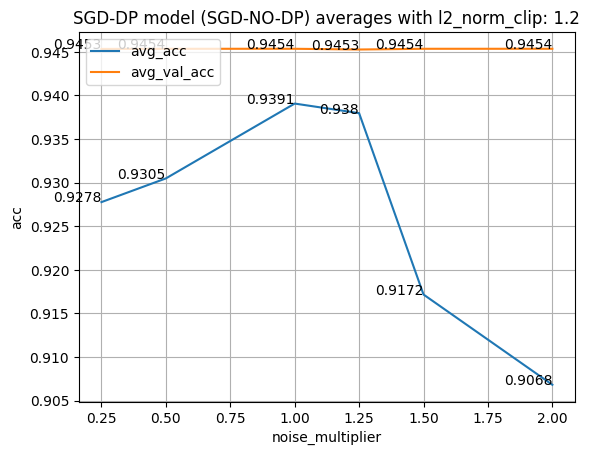 SGD-DP model (SGD-NO-DP) averages with l2_norm_clip: 1.2
0.9453 0.9454 0.9454 0.9453 0.9454 0.9454
avg_acc
avg_val_acc
0.9278
0.9305
0.9391
0.938
0.9172
0.9068
acc
0.945
0.940
0.935
0.930
0.925
0.920
0.915
0.910
0.905
0.25 0.50 0.75 1.00 1.25 1.50 1.75 2.00
noise_multiplier